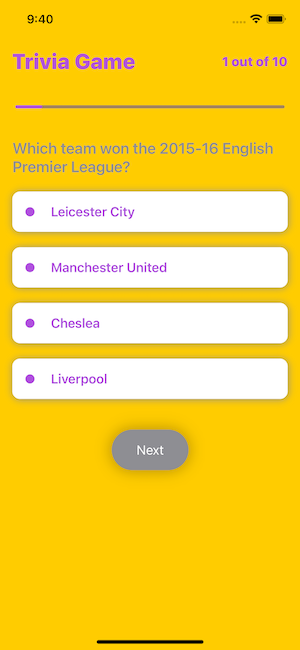 9:40
Trivia Game
1 out of 10
Which team won the 2015-16 English
Premier League?
Leicester City
Manchester United
Cheslea
Liverpool
Next